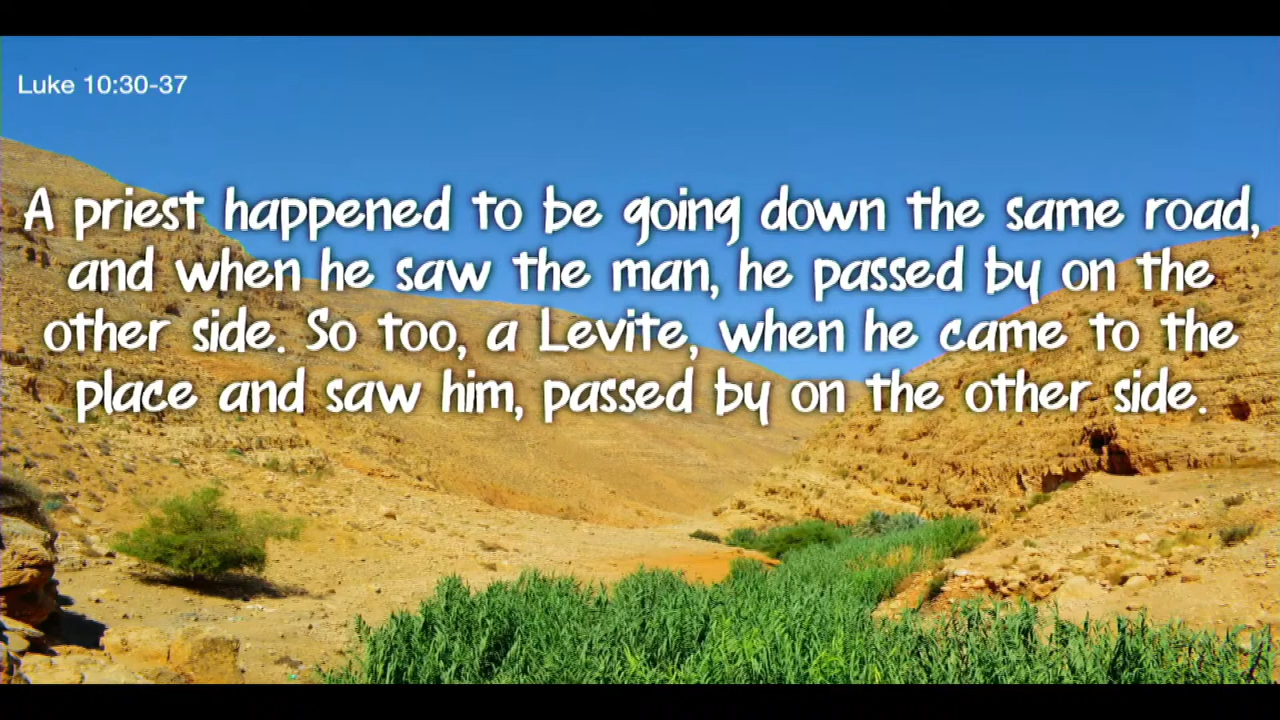 Luke 10:30-37
A priest happened to be going down the same road,
and when he saw the man, he passed by on the
other side. So too, a Levite, when he came to the
place and saw him, passed by on the other side.